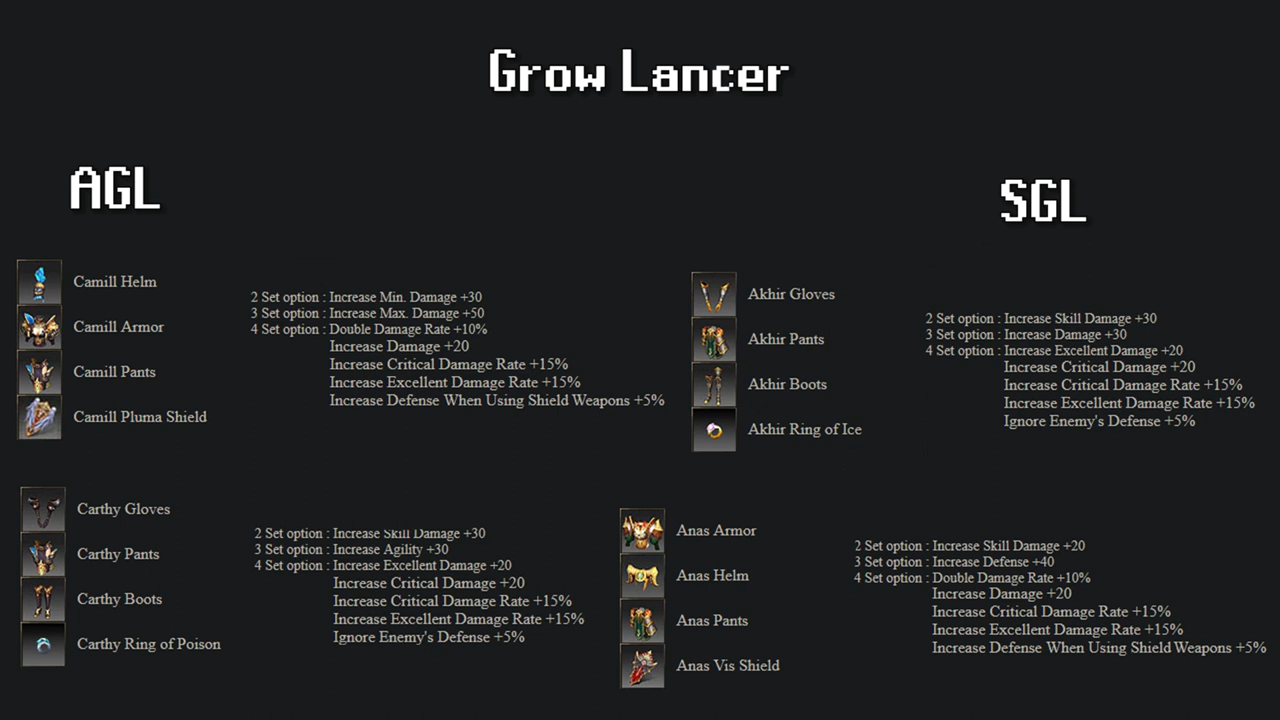 Grow Lancer
AGL
Camill Helm
Camill Armor
Camill Pants
Camill Pluma Shield
2 Set option : Increase Min. Damage +30
3 Set option : Increase Max. Damage +50
4 Set option : Double Damage Rate +10%
Increase Damage +20
Increase Critical Damage Rate +15%
Increase Excellent Damage Rate +15%
Increase Defense When Using Shield Weapons +5%
Carthy Gloves
Carthy Pants
Carthy Boots
Carthy Ring of Poison
2 Set option : Increase Skill Damage +30
3 Set option : Increase Agility +30
4 Set option : Increase Excellent Damage +20
Increase Critical Damage +20
Increase Critical Damage Rate +15%
Increase Excellent Damage Rate +15%
Ignore Enemy's Defense +5%
SGL
Akhir Gloves
Akhir Pants
Akhir Boots
Akhir Ring of Ice
2 Set option : Increase Skill Damage +30
3 Set option : Increase Damage +30
4 Set option : Increase Excellent Damage +20
Increase Critical Damage +20
Increase Critical Damage Rate +15%
Increase Excellent Damage Rate +15%
Ignore Enemy's Defense +5%
Anas Armor
Anas Helm
Anas Pants
Anas Vis Shield
2 Set option : Increase Skill Damage +20
3 Set option : Increase Defense +40
4 Set option : Double Damage Rate +10%
Increase Damage +20
Increase Critical Damage Rate +15%
Increase Excellent Damage Rate +15%
Increase Defense When Using Shield Weapons +5%